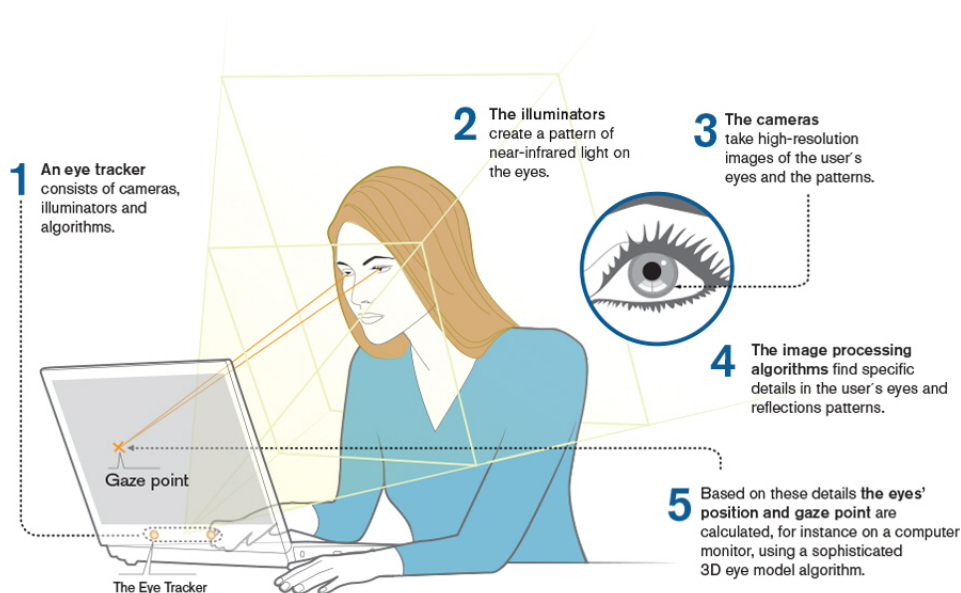 1
An eye tracker
consists of cameras,
illuminators and
algorithms.
2
The illuminators
create a pattern of
near-infrared light on
the eyes.
3
The cameras
take high-resolution
images of the user´s
eyes and the patterns.
4
The image processing
algorithms find specific
details in the user´s eyes and
reflections patterns.
5
Based on these details the eyes’
position and gaze point are
calculated, for instance on a computer
monitor, using a sophisticated
3D eye model algorithm.
Gaze point
The Eye Tracker